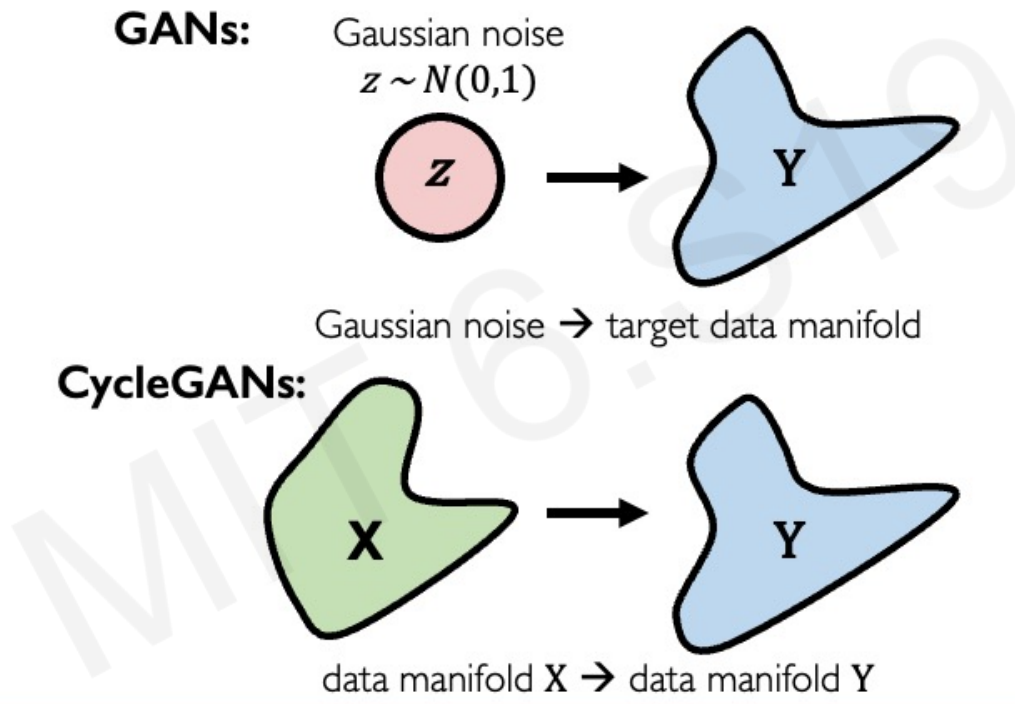 GANs:
Gaussian noise
z ~ N(0,1)
z
Y
Gaussian noise → target data manifold
CycleGANs:
X
Y
data manifold X → data manifold Y
MIT 6.S19